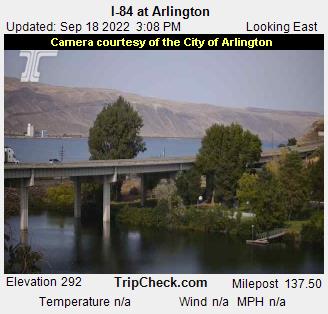 I-84 at Arlington
Updated: Sep 18 2022 3:08 PM Looking East
Camera courtesy of the City of Arlington
Elevation 292 TripCheck.com Milepost 137.50
Temperature n/a Wind n/a MPH n/a